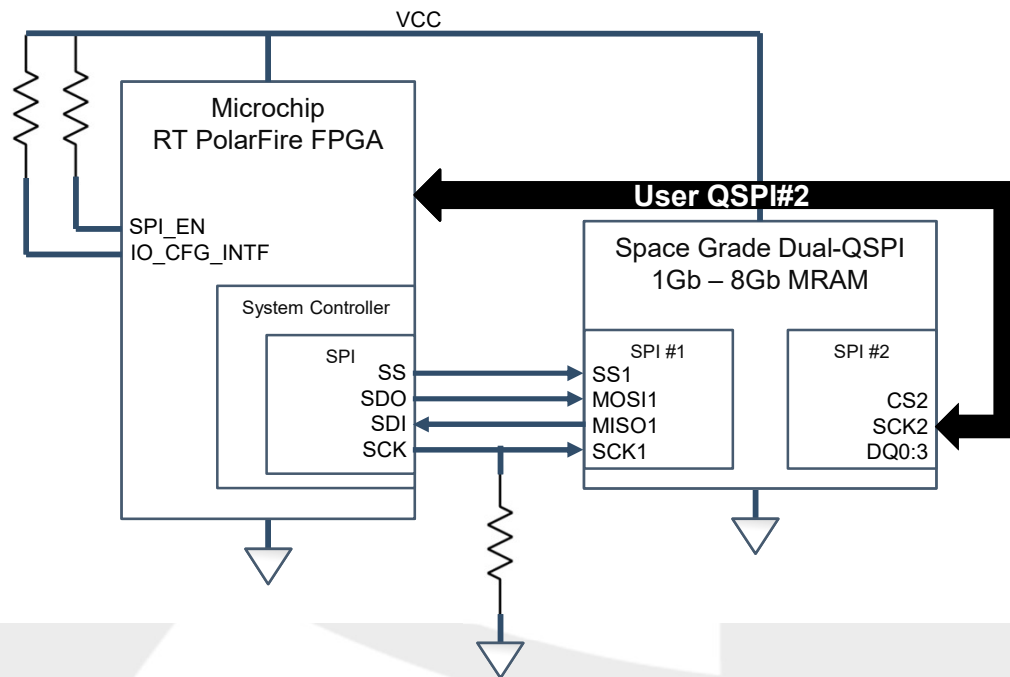 VCC
Microchip
RT PolarFire FPGA
User QSPI#2
SPI_EN
IO_CFG_INTF
Space Grade Dual-QSPI
1Gb – 8Gb MRAM
System Controller
SPI
SS
SDO
SDI
SCK
SPI #1
SS1
MOSI1
MISO1
SCK1
SPI #2
CS2
SCK2
DQ0:3